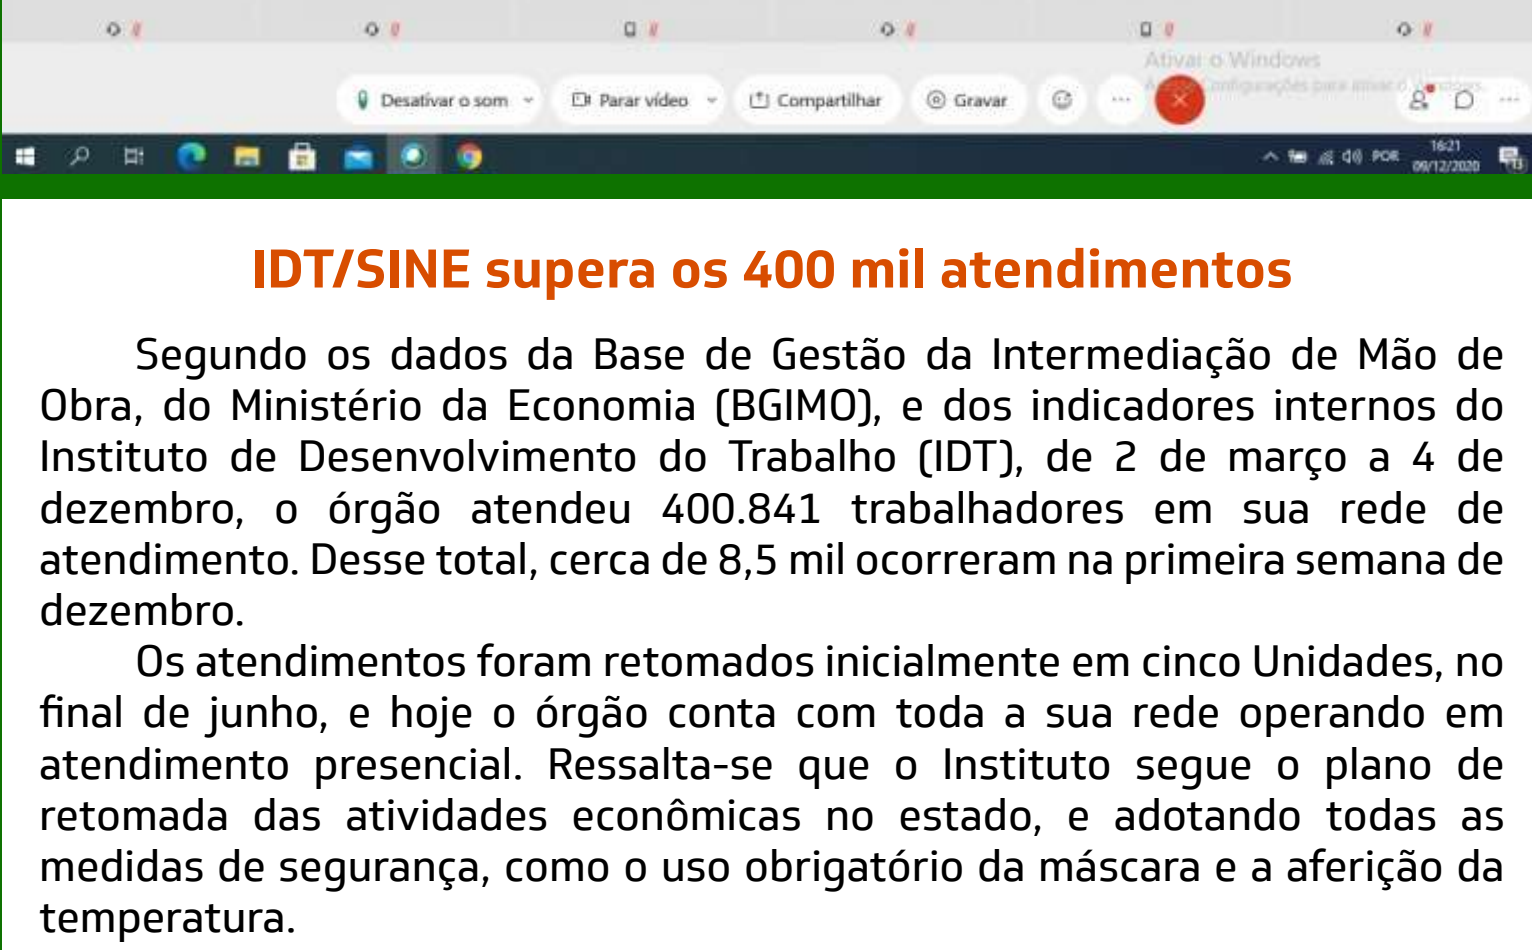 Ativar o Windows
Desativar o som
Parar vídeo
Compartilhar
Gravar
POR
16:21
09/12/2020
IDT/SINE supera os 400 mil atendimentos
Segundo os dados da Base de Gestão da Intermediação de Mão de
Obra, do Ministério da Economia (BGIMO), e dos indicadores internos do
Instituto de Desenvolvimento do Trabalho (IDT), de 2 de março a 4 de
dezembro, o órgão atendeu 400.841 trabalhadores em sua rede de
atendimento. Desse total, cerca de 8,5 mil ocorreram na primeira semana de
dezembro.
Os atendimentos foram retomados inicialmente em cinco Unidades, no
final de junho, e hoje o órgão conta com toda a sua rede operando em
atendimento presencial. Ressalta-se que o Instituto segue o plano de
retomada das atividades econômicas no estado, e adotando todas as
medidas de segurança, como o uso obrigatório da máscara e a aferição da
temperatura.